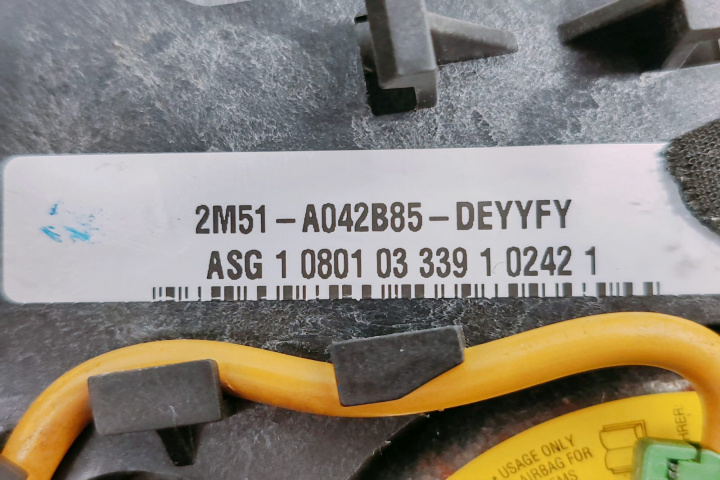 2M51-A042B85-DEYYFY
ASG 1 0801 03 339 1 0242 1
USAGE ONLY
AIRBAG FOR